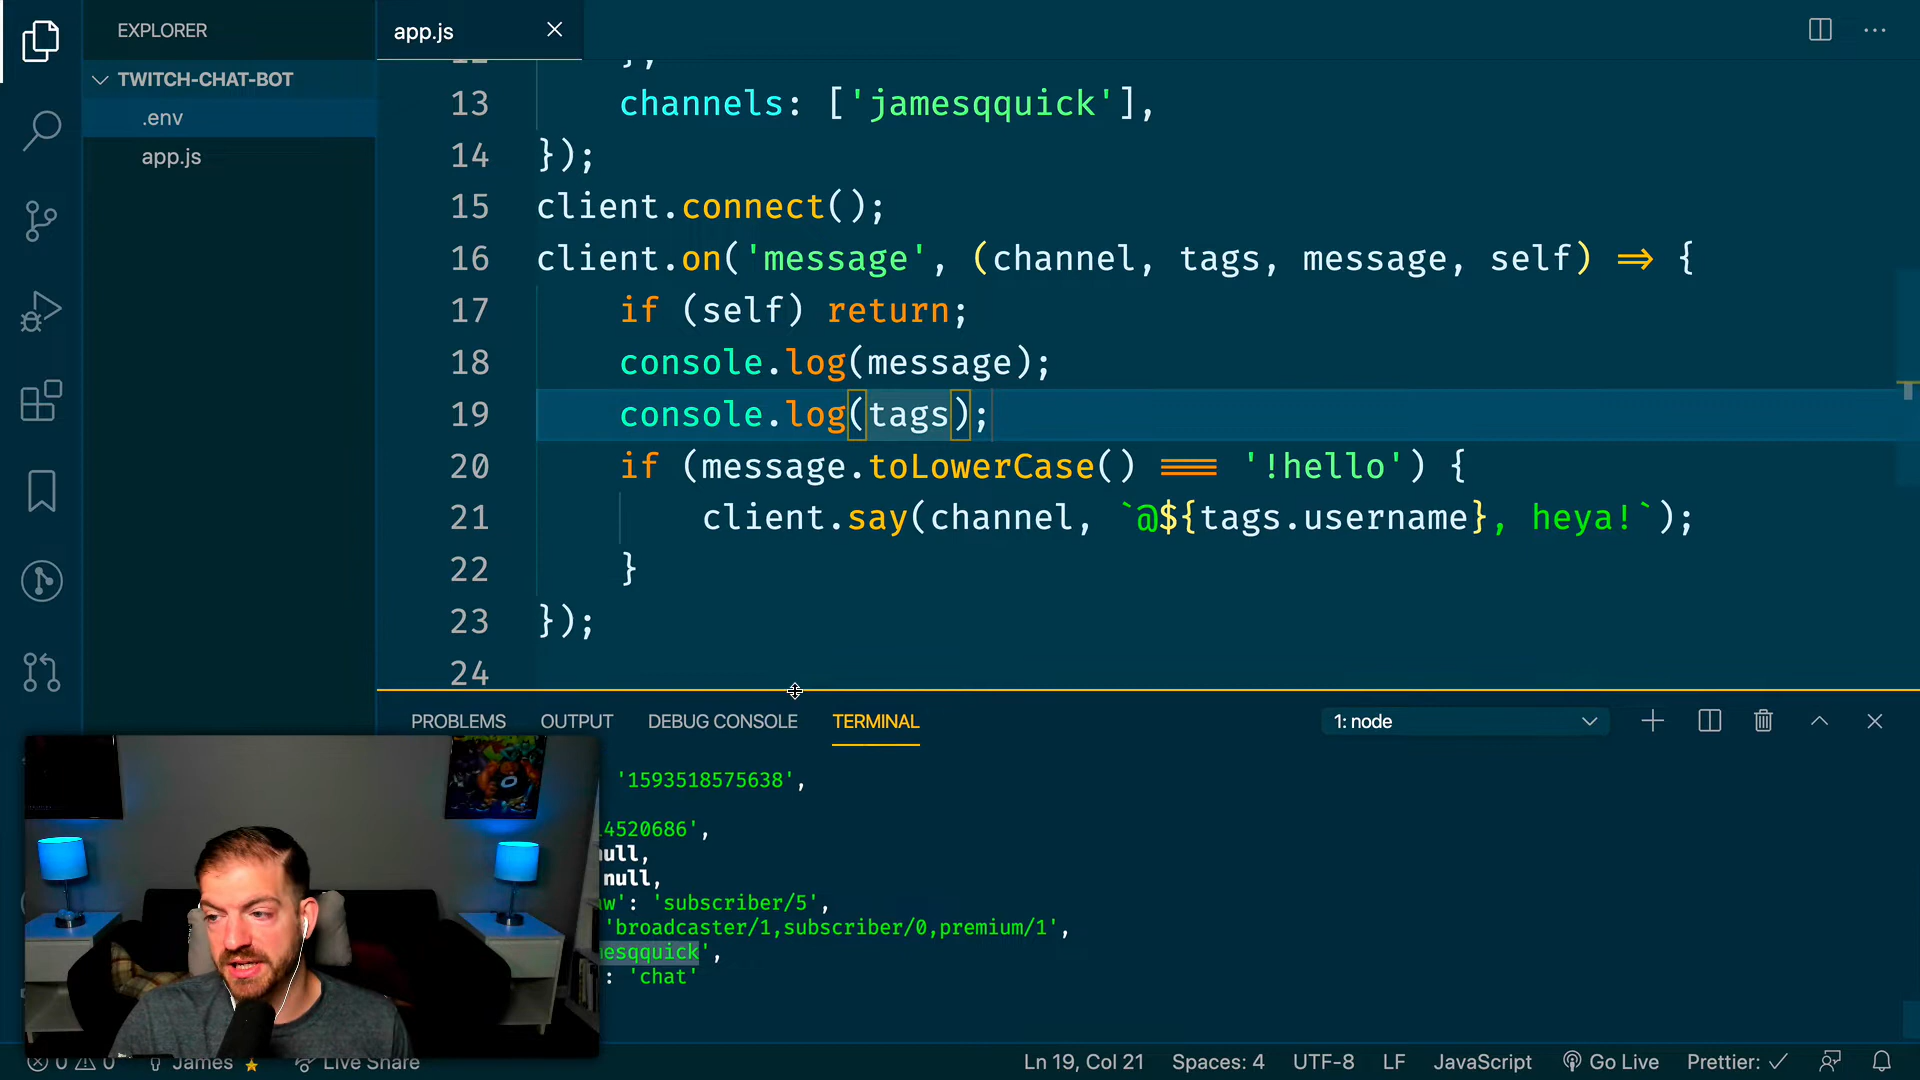 EXPLORER
TWITCH-CHAT-BOT
.env
app.js
app.js
12 },
13 channels: ['jamesqquick'],
14 });
15 client.connect();
16 client.on('message', (channel, tags, message, self) => {
17 if (self) return;
18 console.log(message);
19 console.log(tags);
20 if (message.toLowerCase() === '!hello') {
21 client.say(channel, `@${tags.username}, heya!`);
22 }
23 });
24
PROBLEMS OUTPUT DEBUG CONSOLE TERMINAL 1: node
'1593518575638',
4520686',
null,
null,
w': 'subscriber/5',
'broadcaster/1,subscriber/0,premium/1',
mesqquick',
: 'chat'
0 0 James Live Share Ln 19, Col 21 Spaces: 4 UTF-8 LF JavaScript Go Live Prettier: ✓